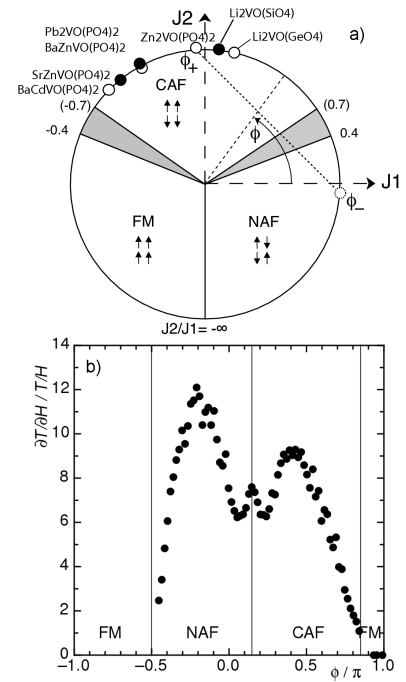 J2
a)
Li2VO(SiO4)
Pb2VO(PO4)2
Zn2VO(PO4)2
Li2VO(GeO4)
BaZnVO(PO4)2
ϕ+
SrZnVO(PO4)2
CAF
BaCdVO(PO4)2
(-0.7)
(0.7)
-0.4
ϕ
0.4
J1
ϕ-
FM
NAF
J2/J1= -∞
b)
∂T/∂H / T/H
14
12
10
8
6
4
2
0
FM
NAF
CAF
FM
-1.0
-0.5
0.0
0.5
1.0
ϕ / π